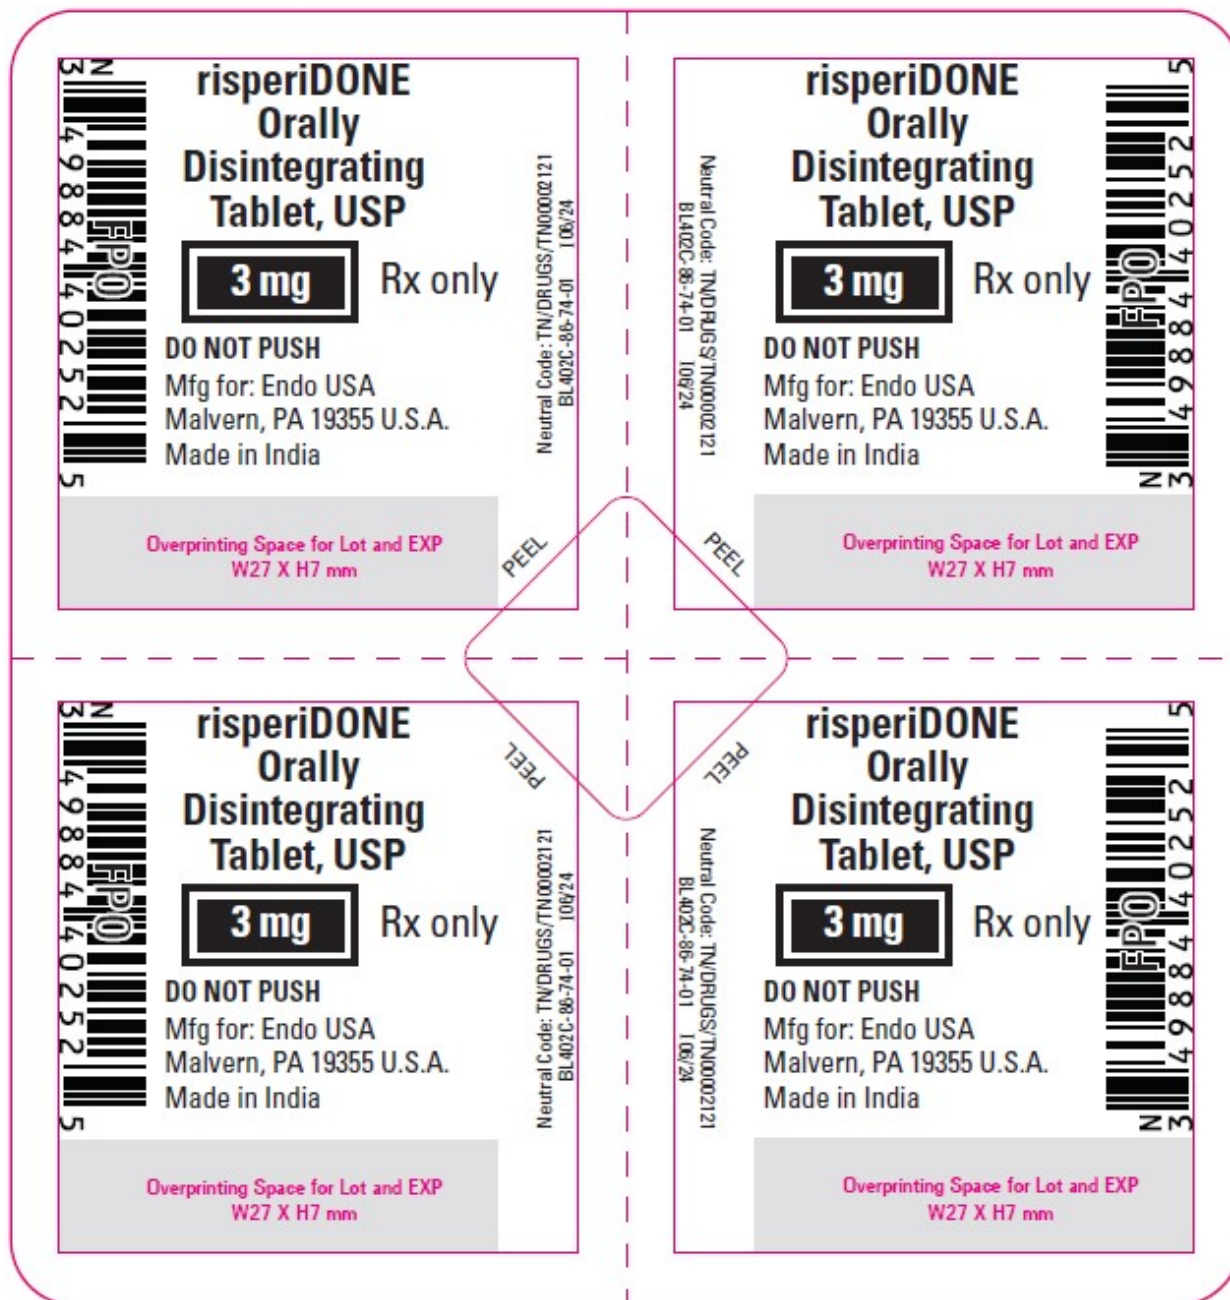 N
3 49884 40252 5
FPO
risperiDONE
Orally
Disintegrating
Tablet, USP
3 mg Rx only
DO NOT PUSH
Mfg for: Endo USA
Malvern, PA 19355 U.S.A.
Made in India
Neutral Code: TN/DRUGS/TN00002121
BL402C-86-74-01 I 06/24
Overprinting Space for Lot and EXP
W27 X H7 mm
PEEL
risperiDONE
Orally
Disintegrating
Tablet, USP
3 mg Rx only
DO NOT PUSH
Mfg for: Endo USA
Malvern, PA 19355 U.S.A.
Made in India
Neutral Code: TN/DRUGS/TN00002121
BL402C-86-74-01 I 06/24
N
3 49884 40252 5
FPO
Overprinting Space for Lot and EXP
W27 X H7 mm
PEEL
N
3 49884 40252 5
FPO
risperiDONE
Orally
Disintegrating
Tablet, USP
3 mg Rx only
DO NOT PUSH
Mfg for: Endo USA
Malvern, PA 19355 U.S.A.
Made in India
Neutral Code: TN/DRUGS/TN00002121
BL402C-86-74-01 I 06/24
Overprinting Space for Lot and EXP
W27 X H7 mm
PEEL
risperiDONE
Orally
Disintegrating
Tablet, USP
3 mg Rx only
DO NOT PUSH
Mfg for: Endo USA
Malvern, PA 19355 U.S.A.
Made in India
Neutral Code: TN/DRUGS/TN00002121
BL402C-86-74-01 I 06/24
N
3 49884 40252 5
FPO
Overprinting Space for Lot and EXP
W27 X H7 mm
PEEL